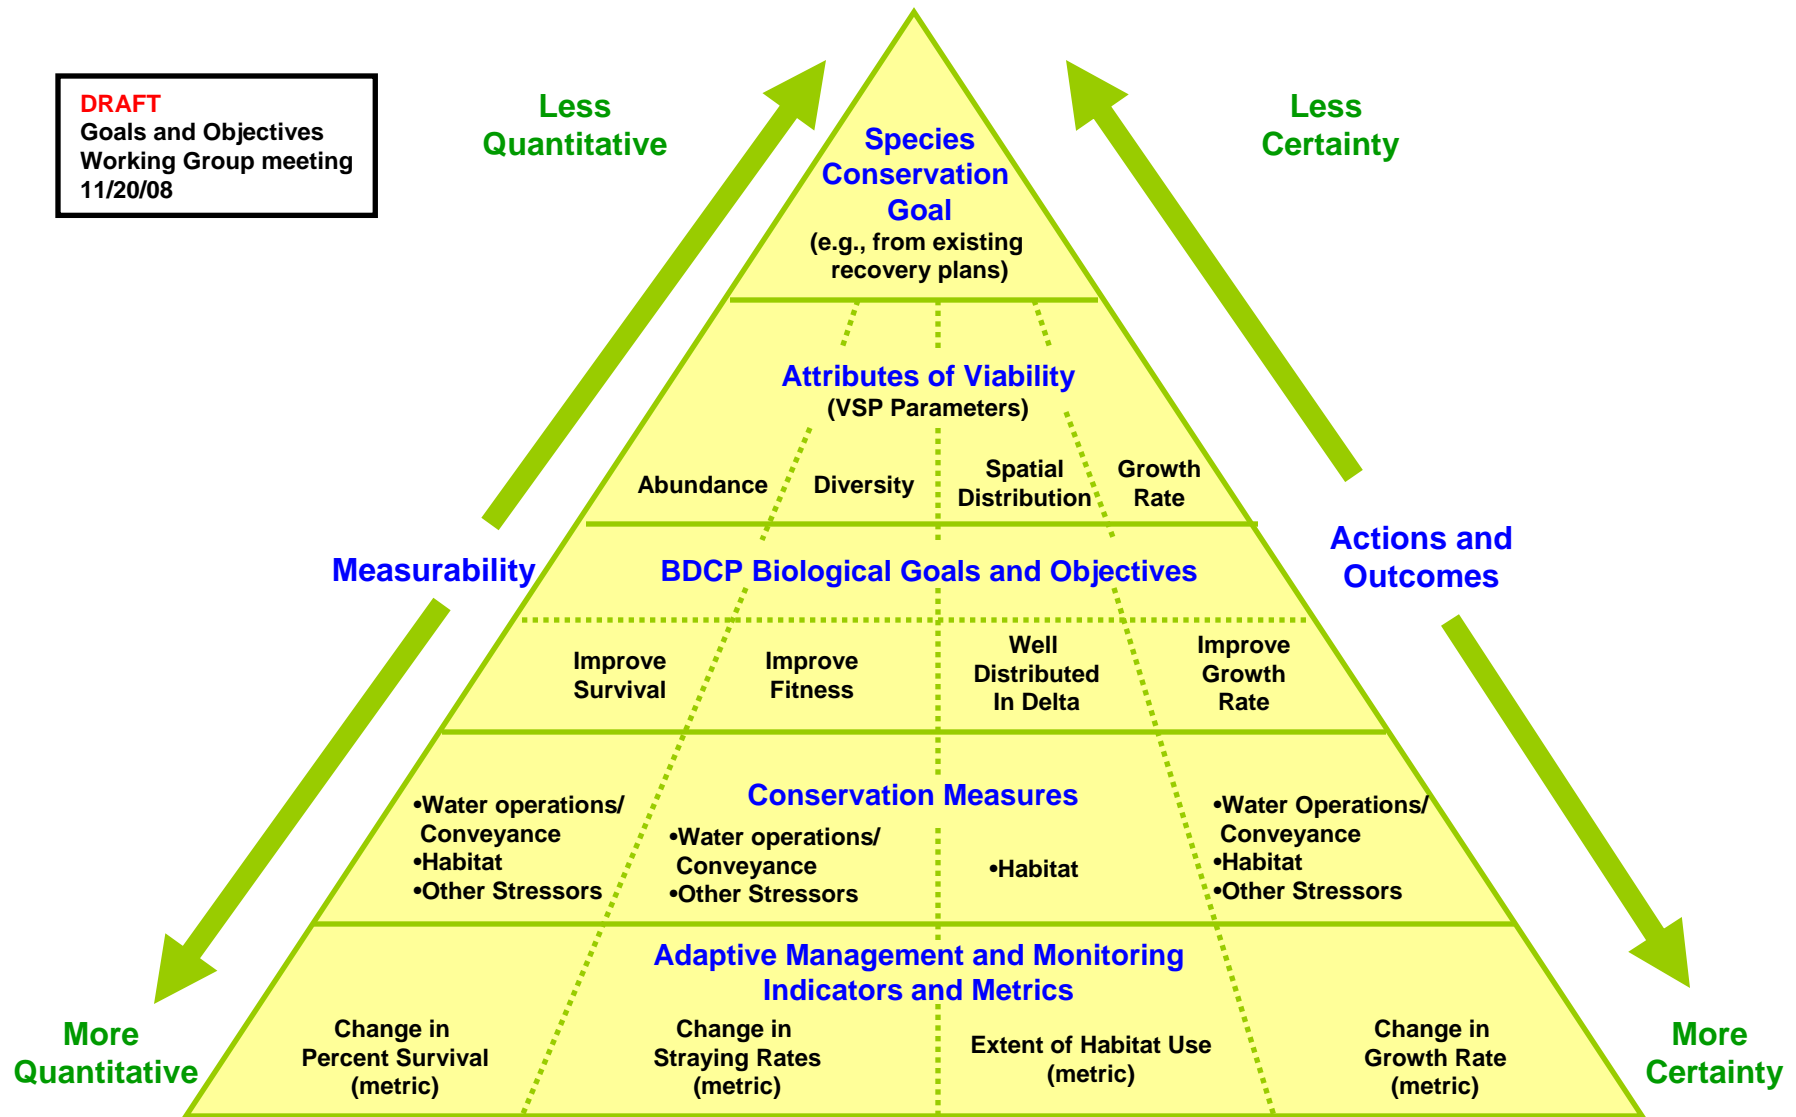 DRAFT
Goals and Objectives
Working Group meeting
11/20/08
Less
Quantitative
Less
Certainty
Species
Conservation
Goal
(e.g., from existing
recovery plans)
Attributes of Viability
(VSP Parameters)
Abundance
Diversity
Spatial
Distribution
Growth
Rate
Measurability
Actions and
Outcomes
BDCP Biological Goals and Objectives
Improve
Survival
Improve
Fitness
Well
Distributed
In Delta
Improve
Growth
Rate
Conservation Measures
•Water operations/
Conveyance
•Habitat
•Other Stressors
•Water operations/
Conveyance
•Other Stressors
•Habitat
•Water Operations/
Conveyance
•Habitat
•Other Stressors
Adaptive Management and Monitoring
Indicators and Metrics
Change in
Percent Survival
(metric)
Change in
Straying Rates
(metric)
Extent of Habitat Use
(metric)
Change in
Growth Rate
(metric)
More
Quantitative
More
Certainty